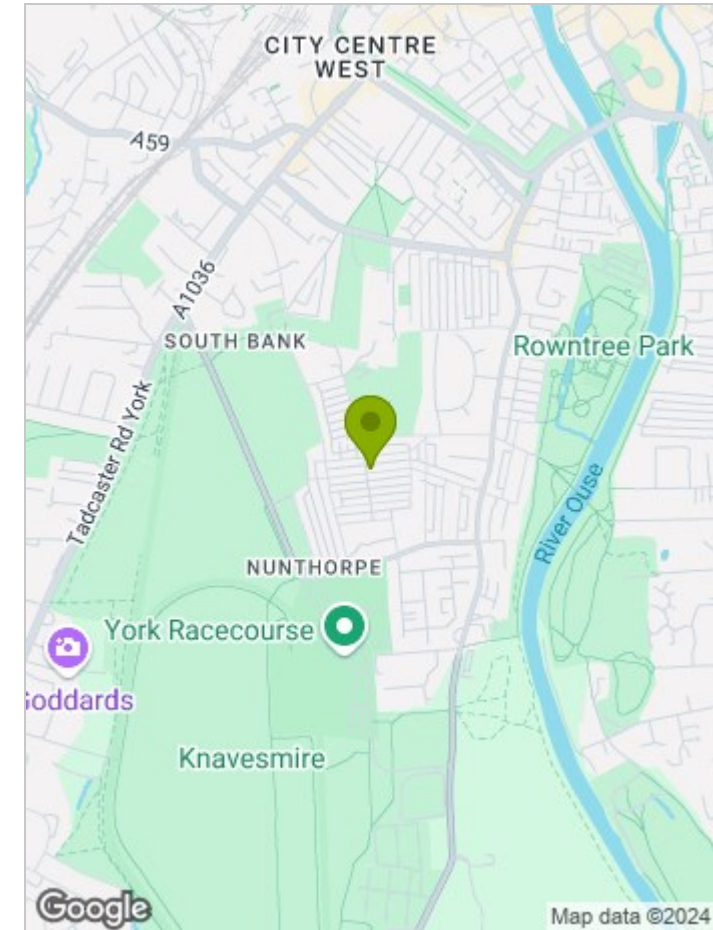 CITY CENTRE
WEST
A59
A1036
SOUTH BANK
Rowntree Park
Tadcaster Rd York
River Ouse
NUNTHORPE
York Racecourse
Goddards
Knavesmire
Google
Map data ©2024